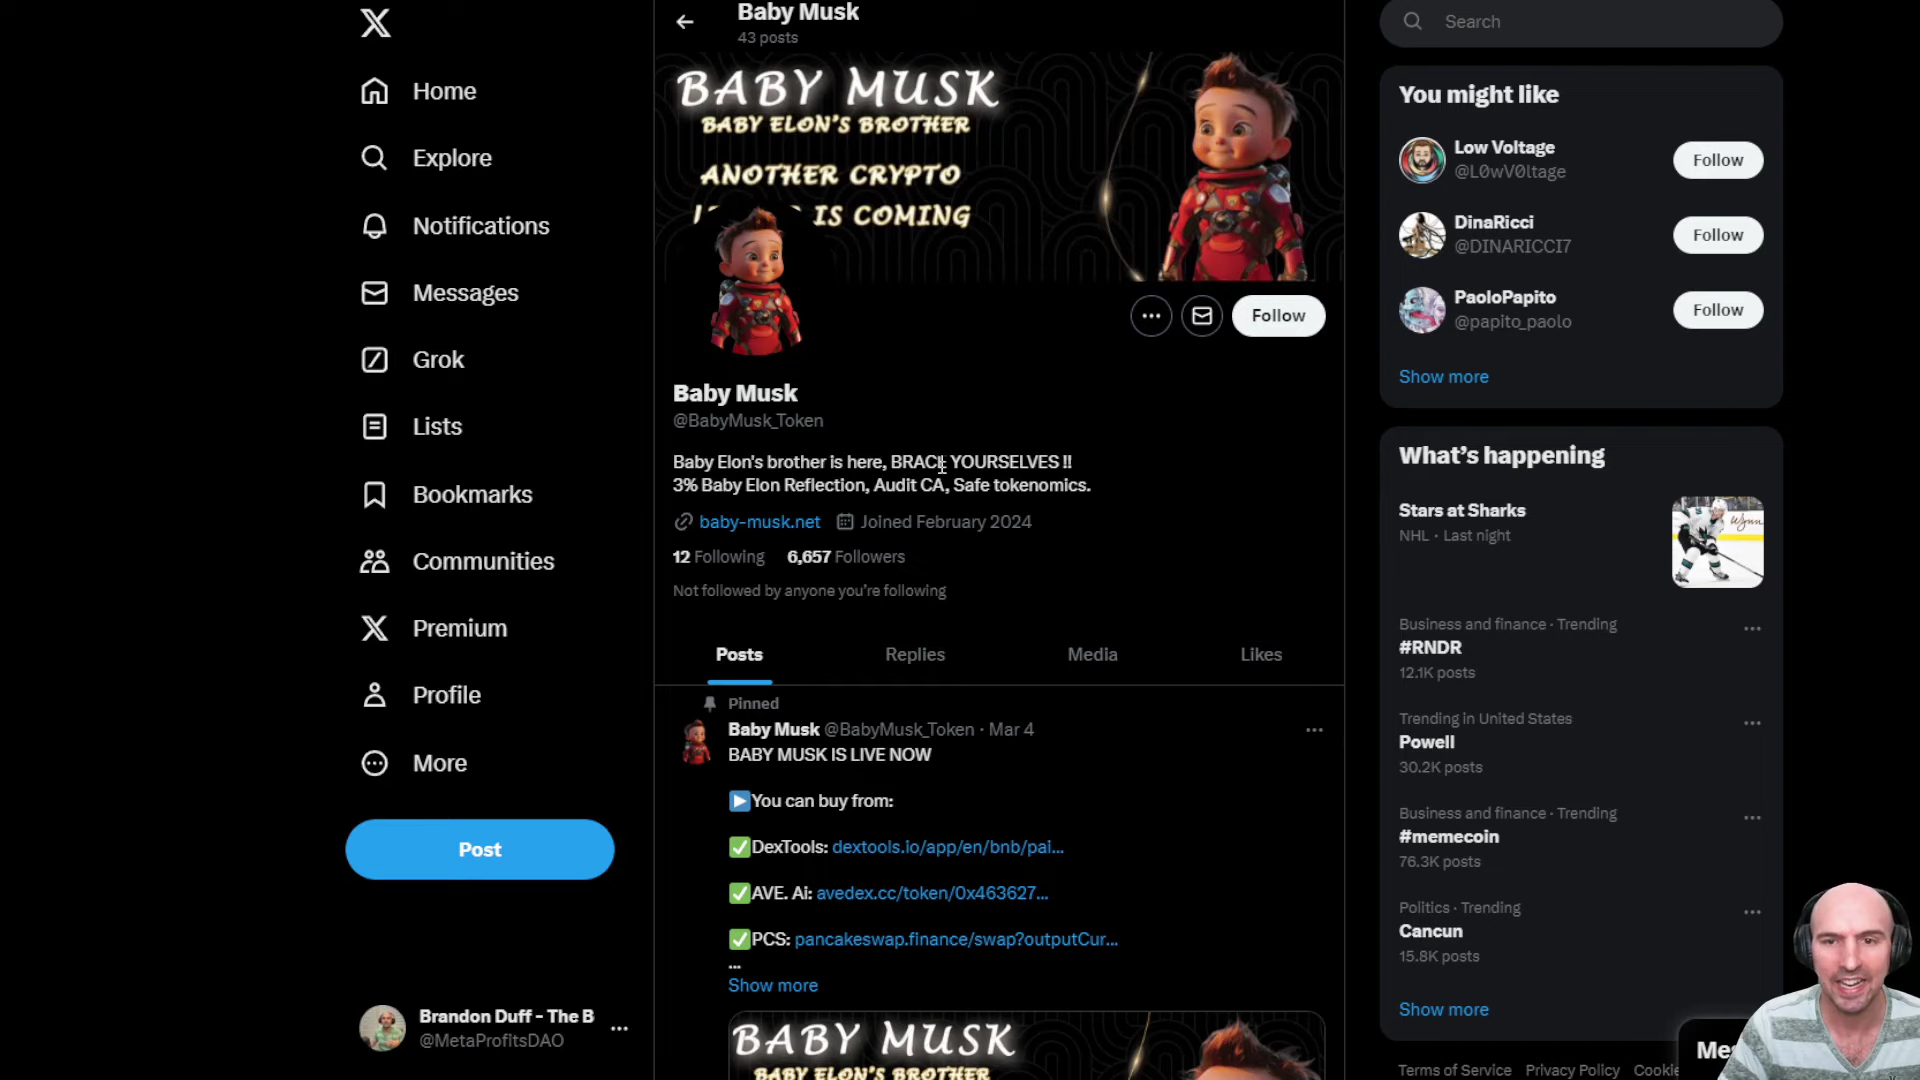 Home
Explore
Notifications
Messages
Grok
Lists
Bookmarks
Communities
Premium
Profile
More
Post
Brandon Duff - The B
@MetaProfitsDAO
Baby Musk
43 posts
BABY MUSK
BABY ELON'S BROTHER
ANOTHER CRYPTO
IS COMING
Follow
Baby Musk
@BabyMusk_Token
Baby Elon's brother is here, BRACE YOURSELVES !!
3% Baby Elon Reflection, Audit CA, Safe tokenomics.
baby-musk.net Joined February 2024
12 Following 6,657 Followers
Not followed by anyone you're following
Posts Replies Media Likes
Pinned
Baby Musk @BabyMusk_Token · Mar 4
BABY MUSK IS LIVE NOW
You can buy from:
DexTools: dextools.io/app/en/bnb/pai...
AVE. Ai: avedex.cc/token/0x463627...
PCS: pancakeswap.finance/swap?outputCur...
...
Show more
BABY MUSK
BABY ELON'S BROTHER
Search
You might like
Low Voltage
@L0wV0ltage
Follow
DinaRicci
@DINARICCI7
Follow
PaoloPapito
@papito_paolo
Follow
Show more
What's happening
Stars at Sharks
NHL · Last night
Business and finance · Trending
#RNDR
12.1K posts
Trending in United States
Powell
30.2K posts
Business and finance · Trending
#memecoin
76.3K posts
Politics · Trending
Cancun
15.8K posts
Show more
Terms of Service Privacy Policy Cookie